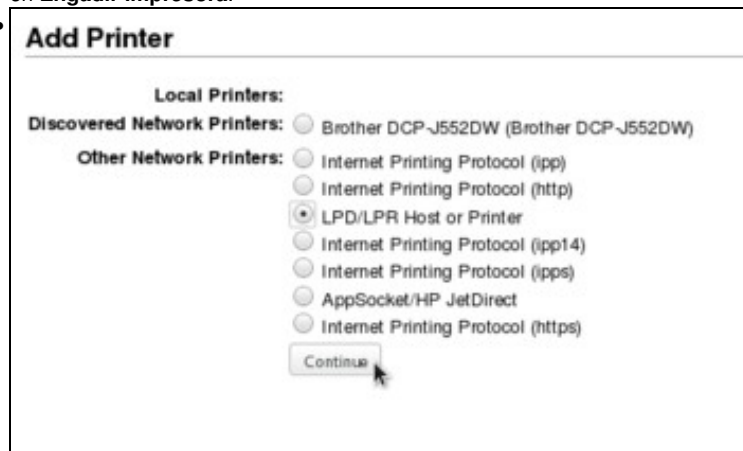 Engadir impresora.
Add Printer
Local Printers:
Discovered Network Printers: Brother DCP-J552DW (Brother DCP-J552DW)
Other Network Printers: Internet Printing Protocol (ipp)
Internet Printing Protocol (http)
LPD/LPR Host or Printer
Internet Printing Protocol (ipp14)
Internet Printing Protocol (ipps)
AppSocket/HP JetDirect
Internet Printing Protocol (https)
Continue